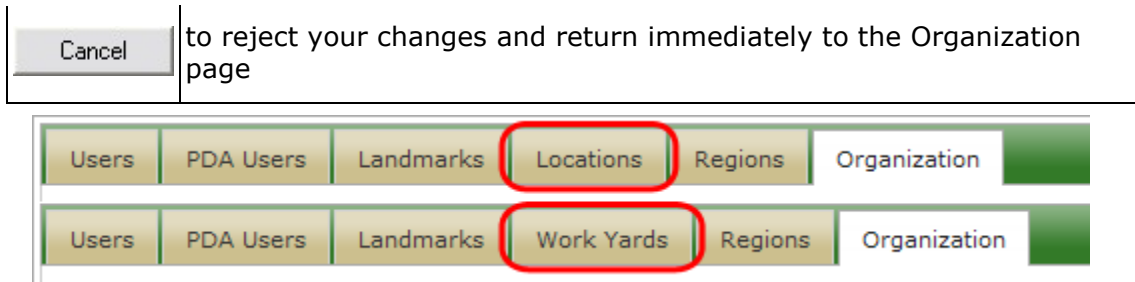 Cancel to reject your changes and return immediately to the Organization
page
Users PDA Users Landmarks Locations Regions Organization
Users PDA Users Landmarks Work Yards Regions Organization